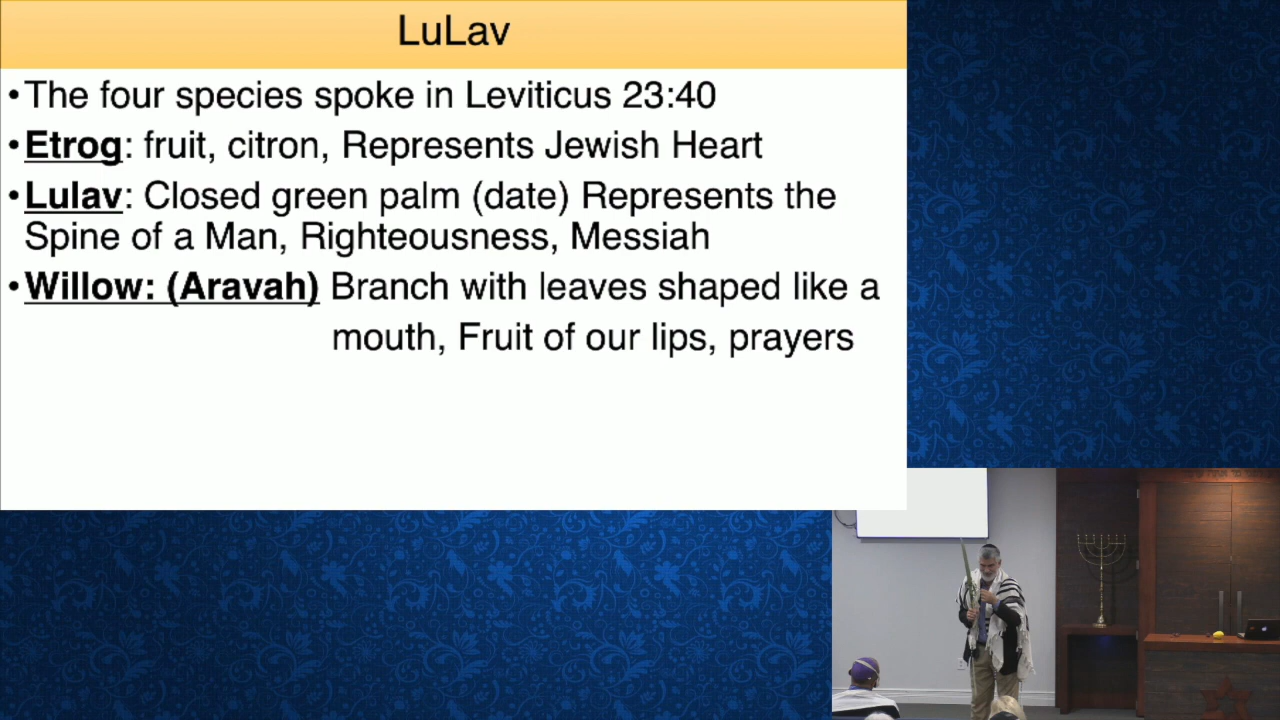 LuLav
•The four species spoke in Leviticus 23:40
•Etrog: fruit, citron, Represents Jewish Heart
•Lulav: Closed green palm (date) Represents the
Spine of a Man, Righteousness, Messiah
•Willow: (Aravah) Branch with leaves shaped like a
mouth, Fruit of our lips, prayers